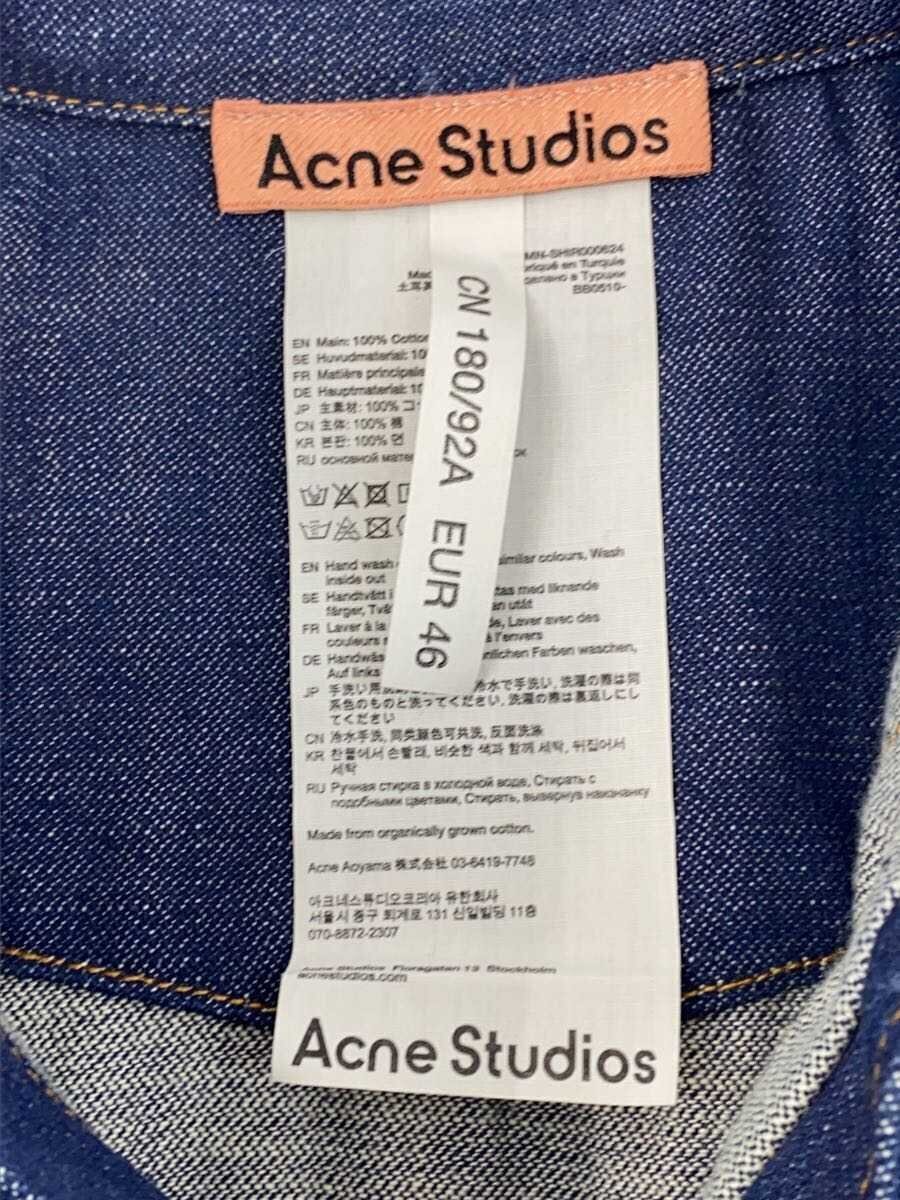 Acne Studios
CN 180/92A EUR 46
MN-SHIR000624
Turquie
Турции
BB0510-
EN Main: 100% Cotton
SE Huvudmaterial: 10
FR Matière principale
DE Hauptmaterial: 10
JP 主素材: 100% コ
CN 主体: 100% 棉
KR 본판: 100% 면
RU основной
EN Hand wash similar colours, Wash
inside out
SE Handtvätt i tas med liknande
färger, Två an utåt
FR Laver à la de, Laver avec des
couleurs à l'envers
DE Handwäs nlichen Farben waschen,
Auf links
JP 手洗い用 冷水で手洗い, 洗濯の際は同
系色のものと洗ってください, 洗濯の際は裏返しにし
てください
CN 冷水手洗, 同类颜色可共洗, 反面洗涤
KR 찬물에서 손빨래, 비슷한 색과 함께 세탁, 뒤집어서
세탁
RU Ручная стирка в холодной воде, Стирать с
подобными цветами, Стирать, вывернув наизнанку
Made from organically grown cotton.
Acne Aoyama 株式会社 03-6419-7748
아크네스튜디오코리아 유한회사
서울시 중구 퇴계로 131 신일빌딩 11층
070-8872-2307
Acne Studios, Floragatan 13, Stockholm
acnestudios.com
Acne Studios